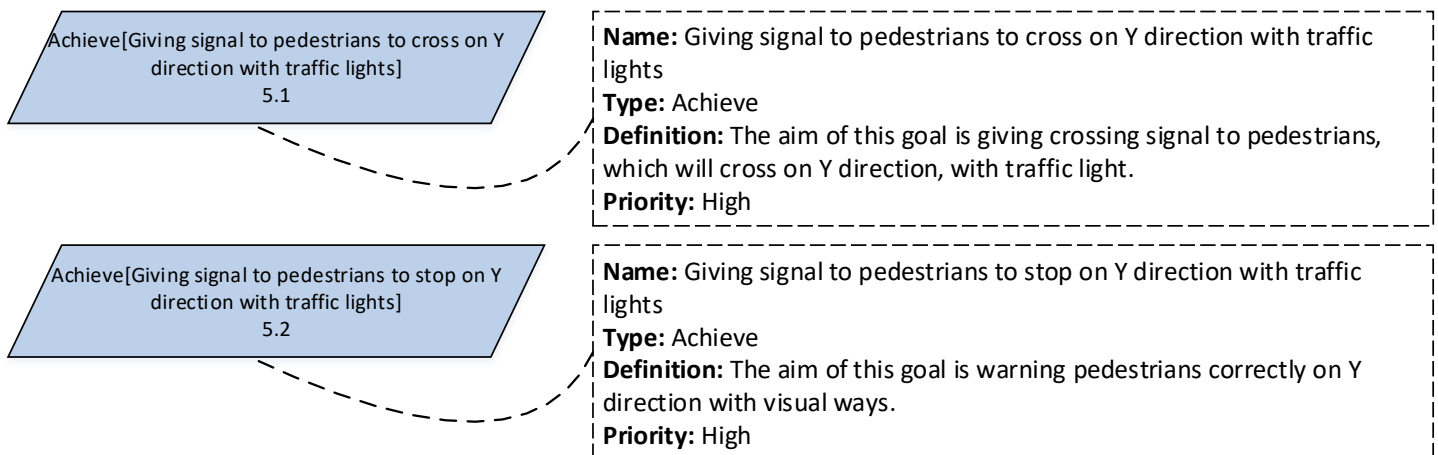 Achieve[Giving signal to pedestrians to cross on Y
direction with traffic lights]
5.1
Name: Giving signal to pedestrians to cross on Y direction with traffic
lights
Type: Achieve
Definition: The aim of this goal is giving crossing signal to pedestrians,
which will cross on Y direction, with traffic light.
Priority: High
Achieve[Giving signal to pedestrians to stop on Y
direction with traffic lights]
5.2
Name: Giving signal to pedestrians to stop on Y direction with traffic
lights
Type: Achieve
Definition: The aim of this goal is warning pedestrians correctly on Y
direction with visual ways.
Priority: High